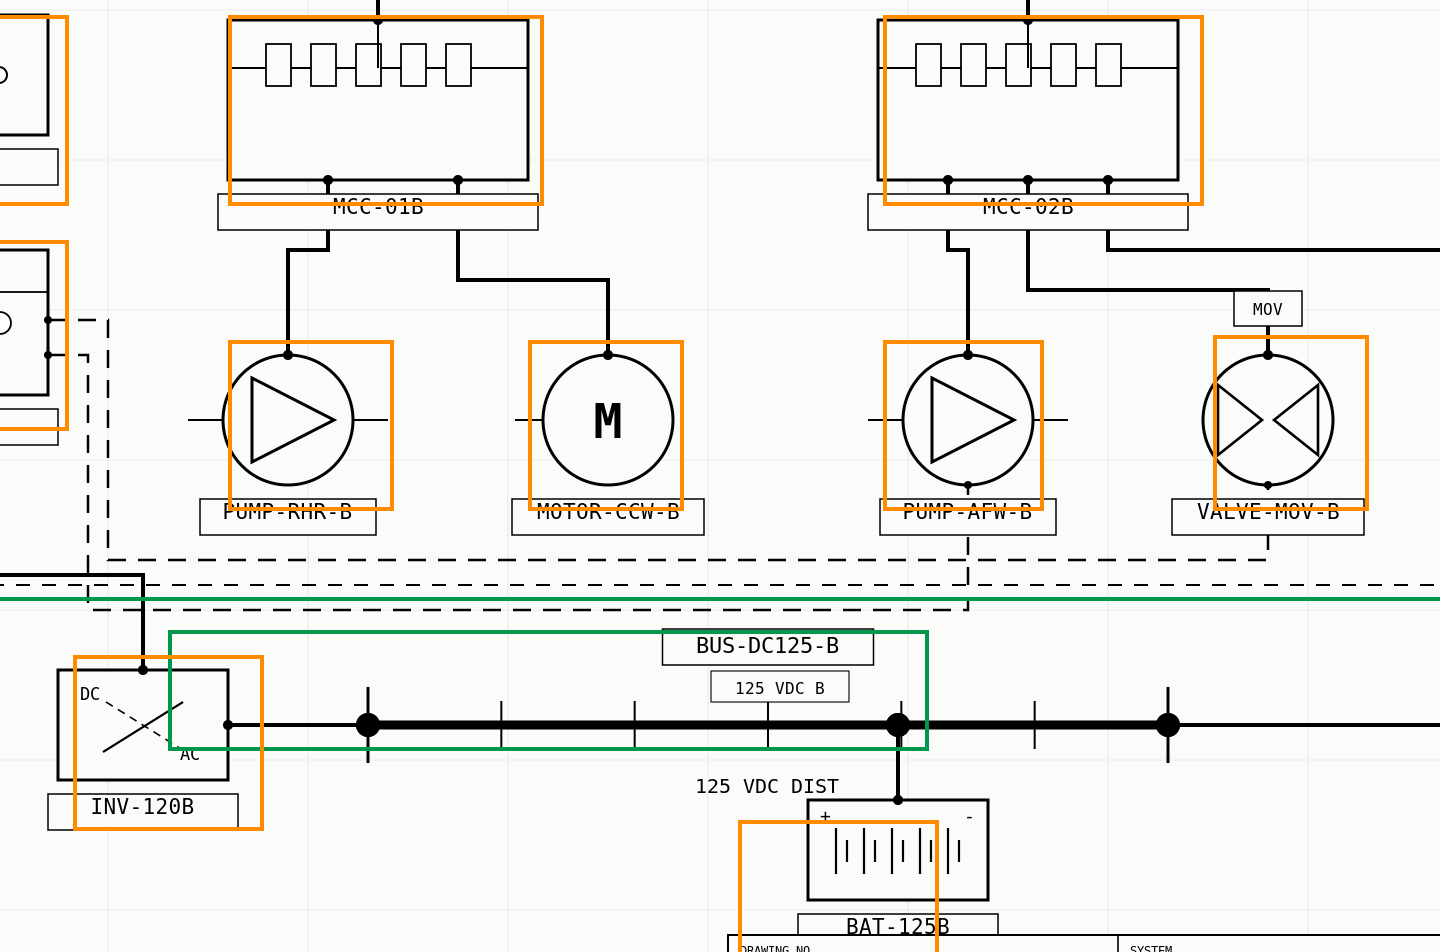 MCC-01B
MCC-02B
MOV
M
PUMP-RHR-B
MOTOR-CCW-B
PUMP-AFW-B
VALVE-MOV-B
BUS-DC125-B
125 VDC B
DC
AC
INV-120B
125 VDC DIST
+ -
BAT-125B
DRAWING NO
SYSTEM